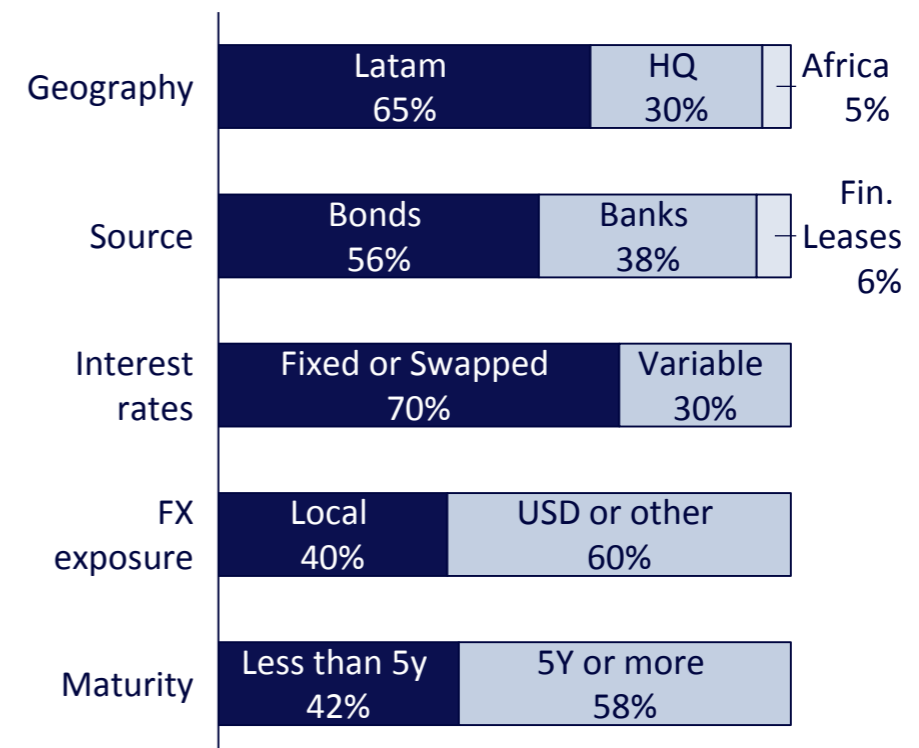 Geography
Latam
65%
HQ
30%
Africa
5%
Source
Bonds
56%
Banks
38%
Fin.
Leases
6%
Interest
rates
Fixed or Swapped
70%
Variable
30%
FX
exposure
Local
40%
USD or other
60%
Maturity
Less than 5y
42%
5Y or more
58%